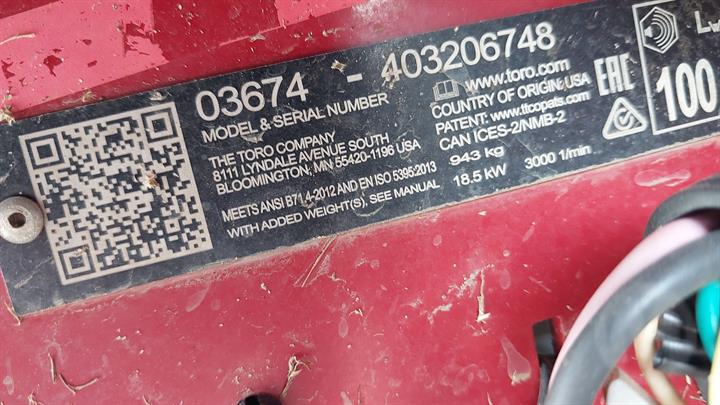 03674 - 403206748
MODEL & SERIAL NUMBER
THE TORO COMPANY
8111 LYNDALE AVENUE SOUTH
BLOOMINGTON, MN 55420-1196 USA
MEETS ANSI B71.4-2012 AND EN ISO 5395:2013
WITH ADDED WEIGHT(S), SEE MANUAL
www.toro.com
COUNTRY OF ORIGIN: USA
PATENT: www.ttcopats.com
CAN ICES-2/NMB-2
943 kg
18.5 kW 3000 1/min
EAC
100